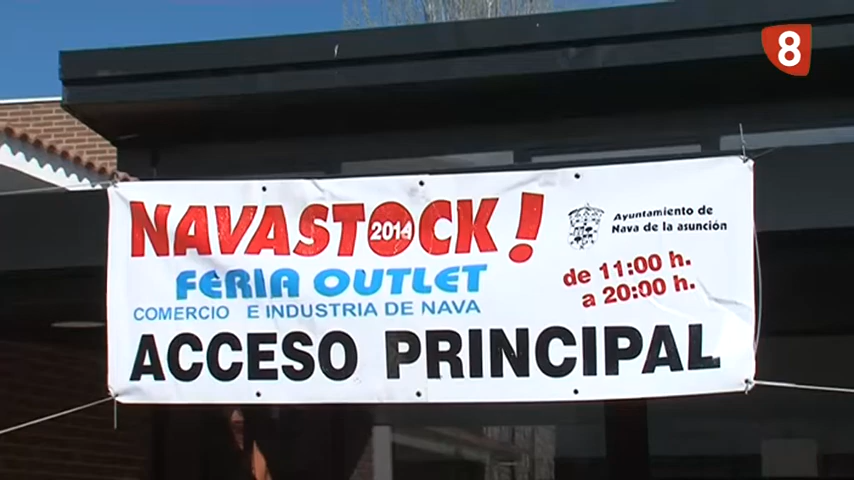 8
NAVASTOCK!
2014
FERIA OUTLET
COMERCIO E INDUSTRIA DE NAVA
Ayuntamiento de
Nava de la asunción
de 11:00 h.
a 20:00 h.
ACCESO PRINCIPAL